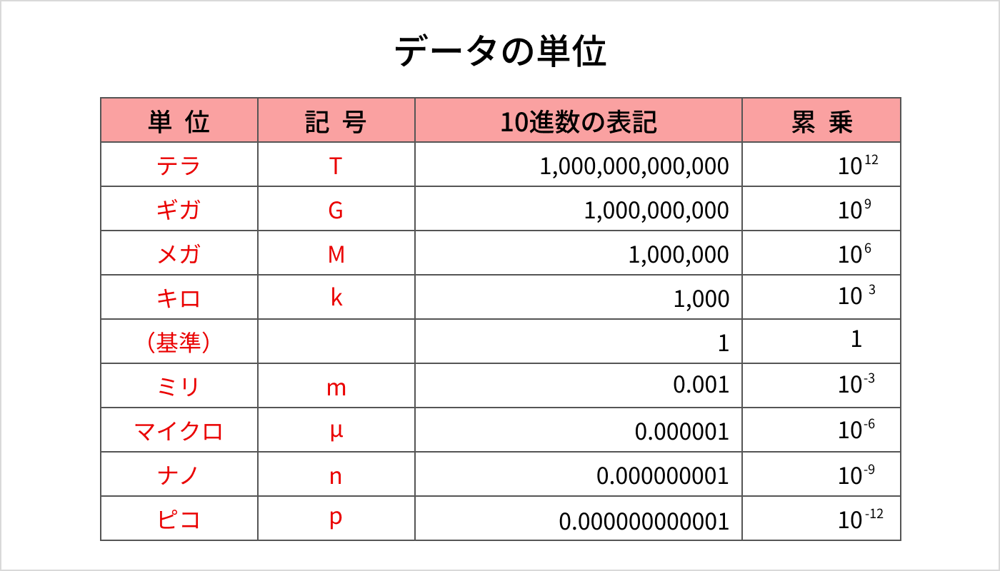 データの単位
単 位 記 号 10進数の表記 累 乗
テラ T 1,000,000,000,000 10^12
ギガ G 1,000,000,000 10^9
メガ M 1,000,000 10^6
キロ k 1,000 10^3
（基準） 1 1
ミリ m 0.001 10^-3
マイクロ μ 0.000001 10^-6
ナノ n 0.000000001 10^-9
ピコ p 0.000000000001 10^-12